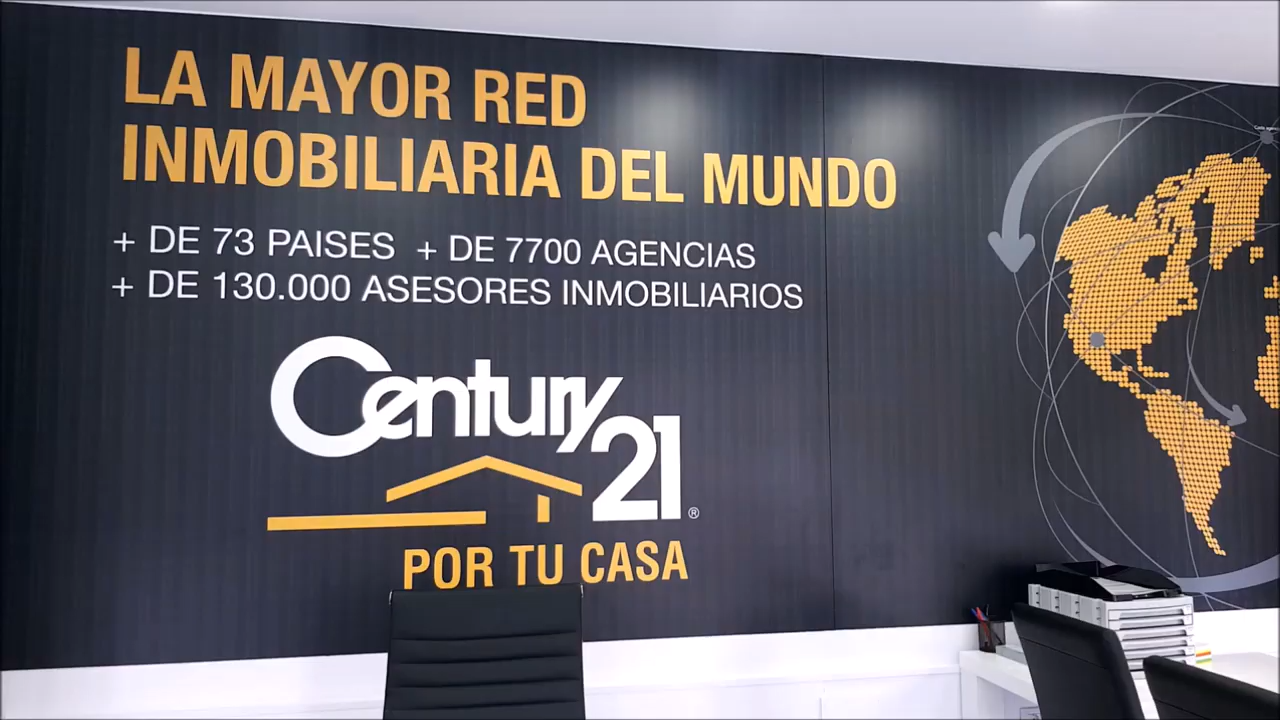 LA MAYOR RED
INMOBILIARIA DEL MUNDO
+ DE 73 PAISES + DE 7700 AGENCIAS
+ DE 130.000 ASESORES INMOBILIARIOS
Century
21®
POR TU CASA